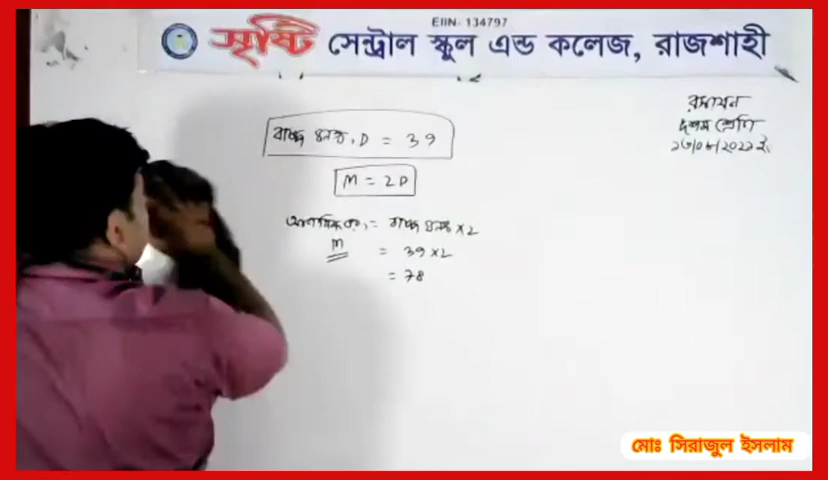 EIIN- 134797
সৃষ্টি সেন্ট্রাল স্কুল এন্ড কলেজ, রাজশাহী
রসায়ন
দশম শ্রেণি
বাষ্প ঘনত্ব, D = 39
M = 2D
আণবিক ভর, = বাষ্প ঘনত্ব × 2
M = 39 × 2
= 78
মোঃ সিরাজুল ইসলাম